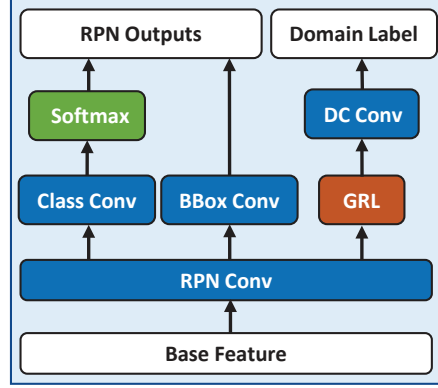 RPN Outputs
Domain Label
Softmax
DC Conv
Class Conv
BBox Conv
GRL
RPN Conv
Base Feature